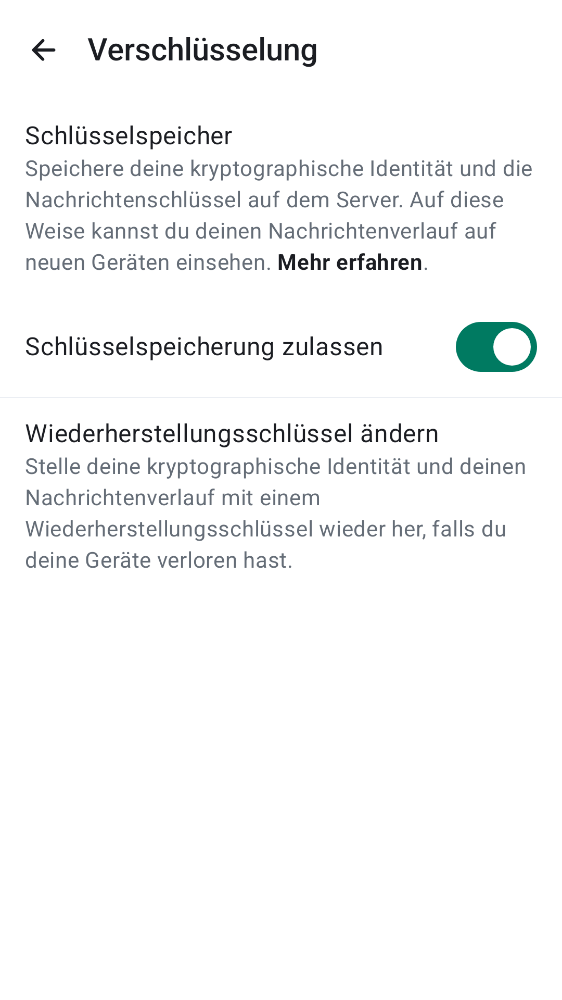 Verschlüsselung
Schlüsselspeicher
Speichere deine kryptographische Identität und die
Nachrichtenschlüssel auf dem Server. Auf diese
Weise kannst du deinen Nachrichtenverlauf auf
neuen Geräten einsehen. Mehr erfahren.
Schlüsselspeicherung zulassen
Wiederherstellungsschlüssel ändern
Stelle deine kryptographische Identität und deinen
Nachrichtenverlauf mit einem
Wiederherstellungsschlüssel wieder her, falls du
deine Geräte verloren hast.